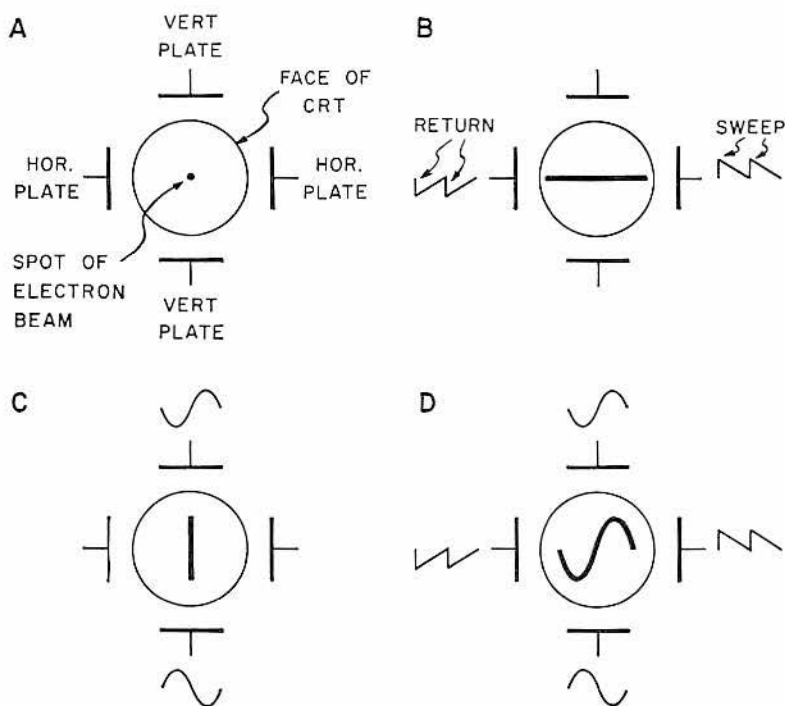 A
VERT
PLATE
FACE OF
CRT
HOR.
PLATE
HOR.
PLATE
SPOT OF
ELECTRON
BEAM
VERT
PLATE
B
RETURN
SWEEP
C
D